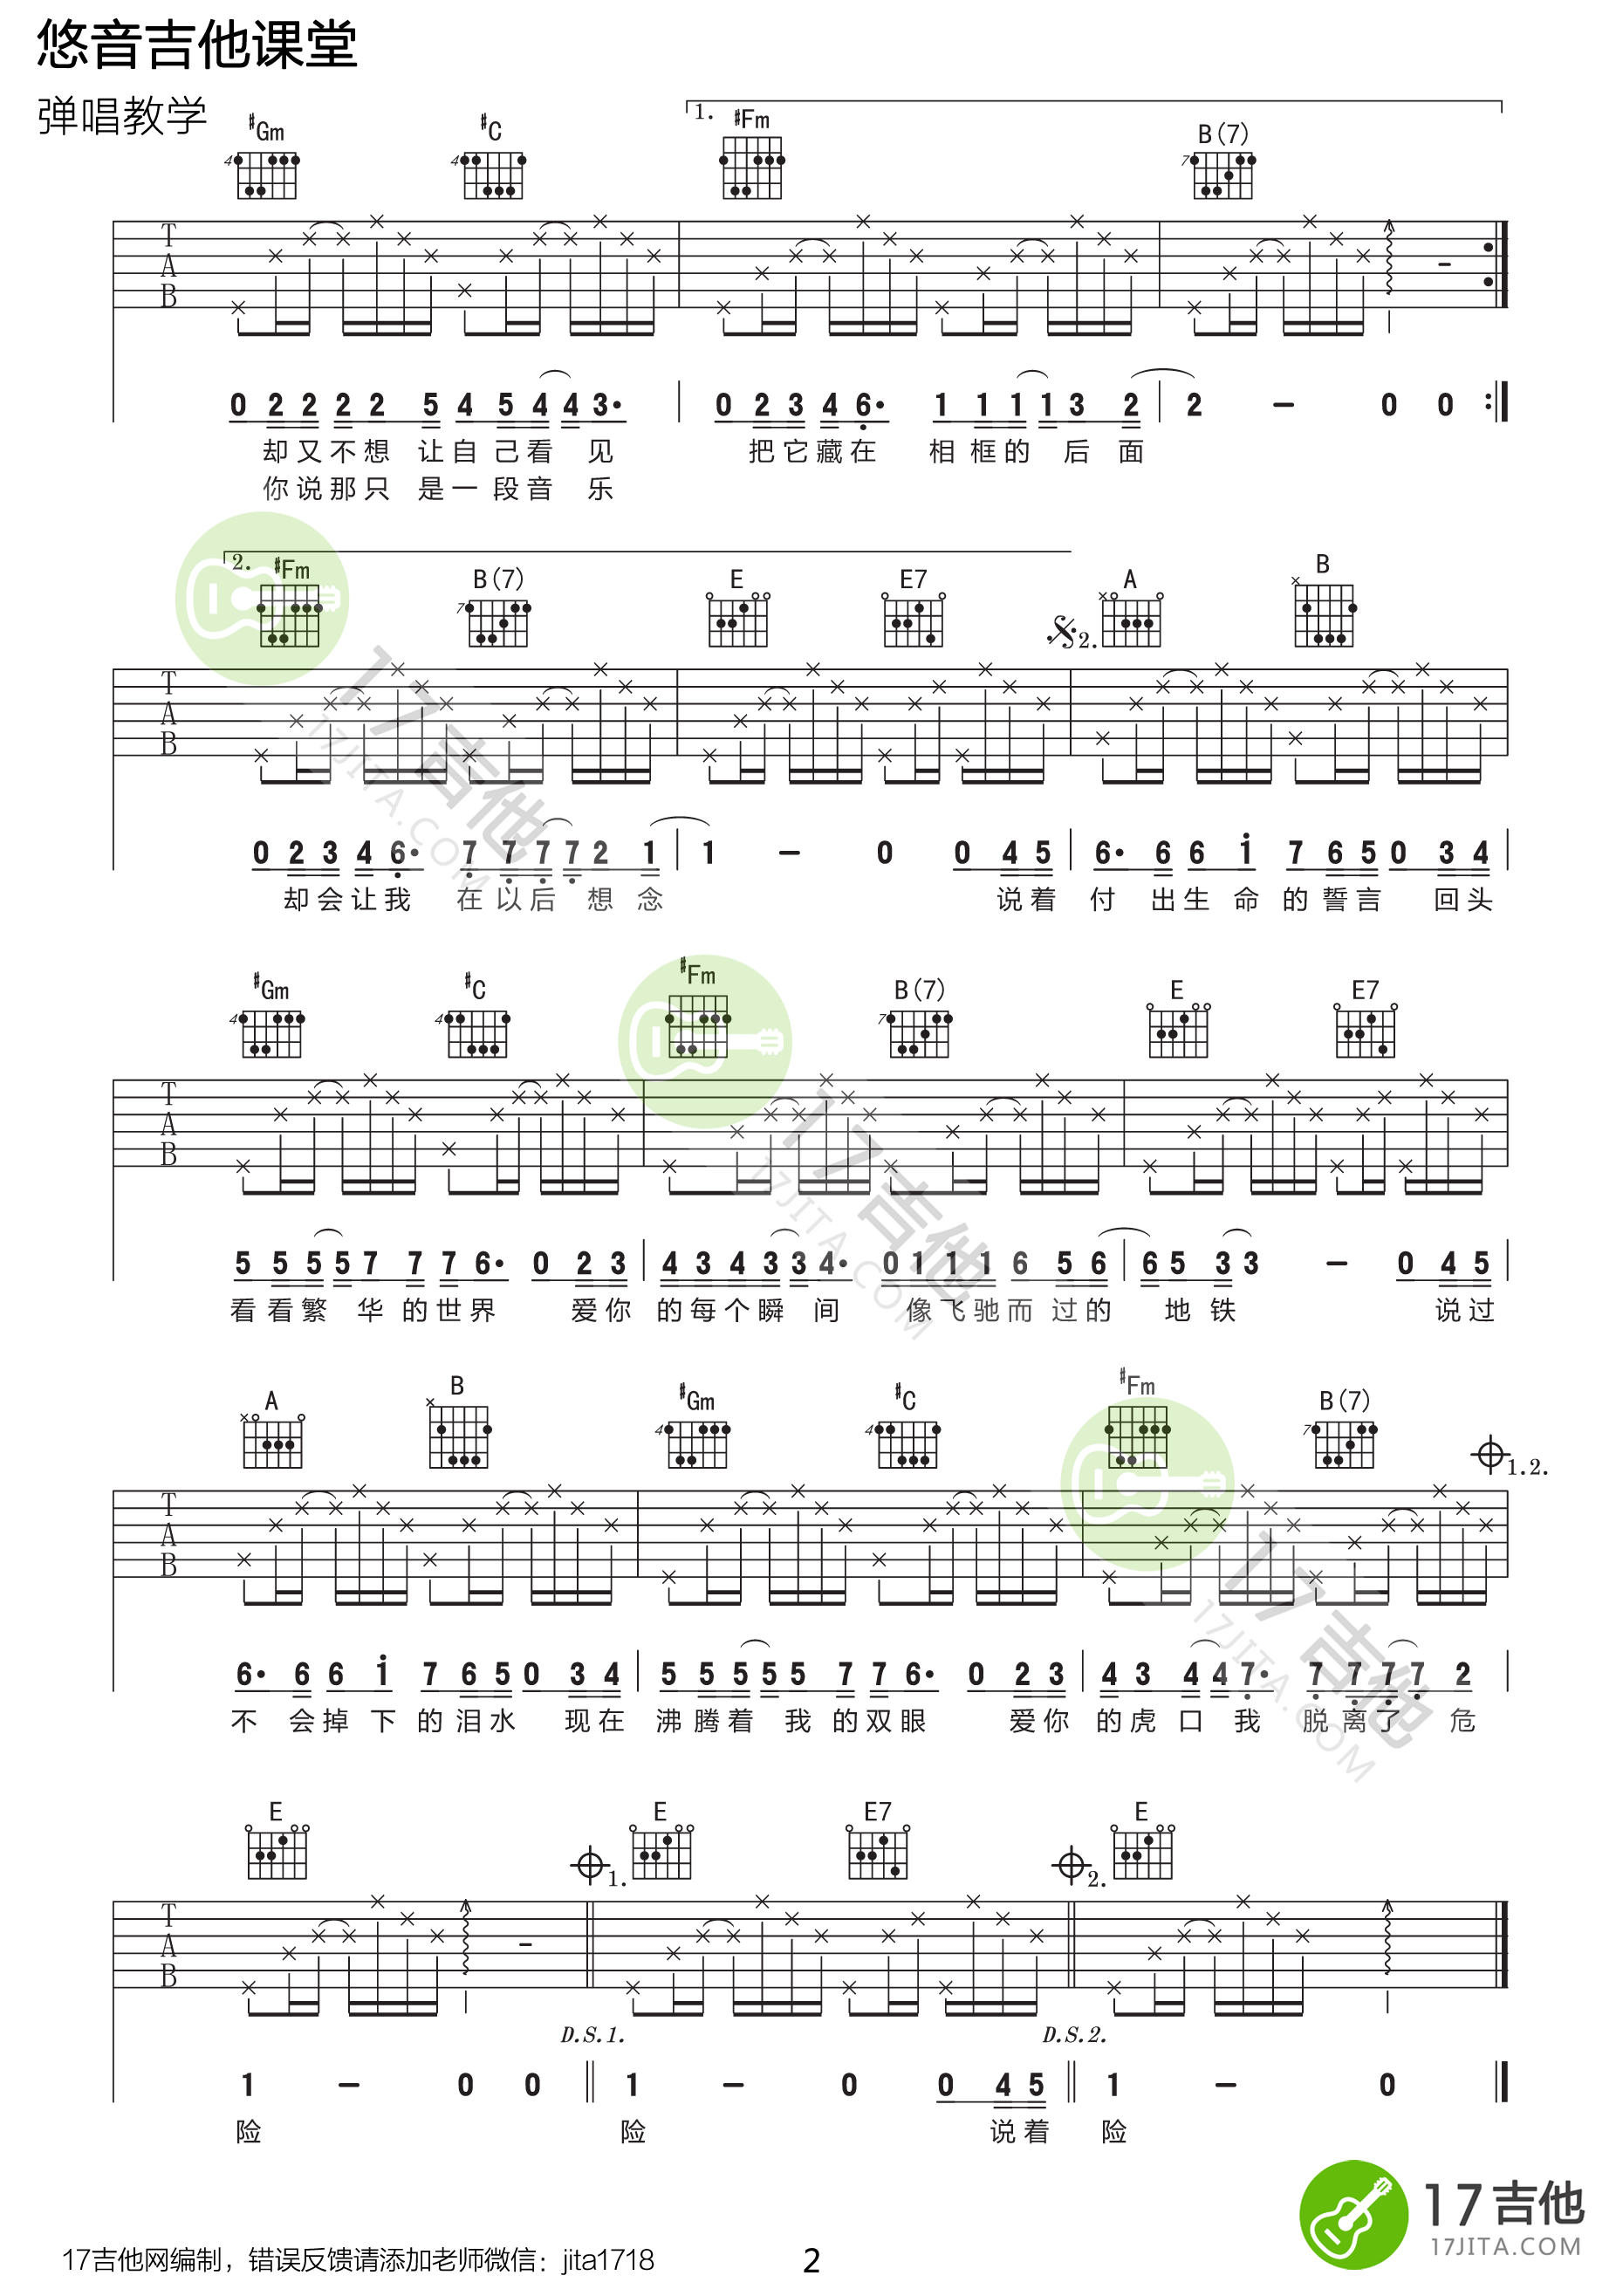 悠音吉他课堂
弹唱教学
#Gm #C 1. #Fm B(7)
4 4 7
T
A
B
0 2 2 2 2 5 4 5 4 4 3· 0 2 3 4 6· 1 1 1 1 3 2 2 — 0 0
却又不想 让自己看 见 把它藏在 相框的 后 面
你说那只 是一段音 乐
2. #Fm B(7) E E7 2. A B
7
T
A
B
0 2 3 4 6· 7 7 7 7 2 1 1 — 0 0 4 5 6· 6 6 1 7 6 5 0 3 4
却会让我 在以后 想 念 说着 付 出生 命 的誓言 回头
#Gm #C #Fm B(7) E E7
4 4 7
T
A
B
5 5 5 5 7 7 7 6· 0 2 3 4 3 4 3 3 4· 0 1 1 1 6 5 6 6 5 3 3 — 0 4 5
看看繁 华 的世界 爱你 的每个瞬 间 像飞驰而 过的 地 铁 说过
A B #Gm #C #Fm B(7)
4 4 7 1.2.
T
A
B
6· 6 6 1 7 6 5 0 3 4 5 5 5 5 5 7 7 6· 0 2 3 4 3 4 4 7· 7 7 7 7 2
不 会掉 下 的泪水 现在 沸腾着 我 的双眼 爱你 的虎 口 我 脱离了 危
E 1. E E7 2. E
T
A
B
D.S.1. D.S.2.
1 — 0 0 1 — 0 0 4 5 1 — 0
险 险 说着 险
17吉他
17JITA.COM
17吉他网编制，错误反馈请添加老师微信：jita1718 2